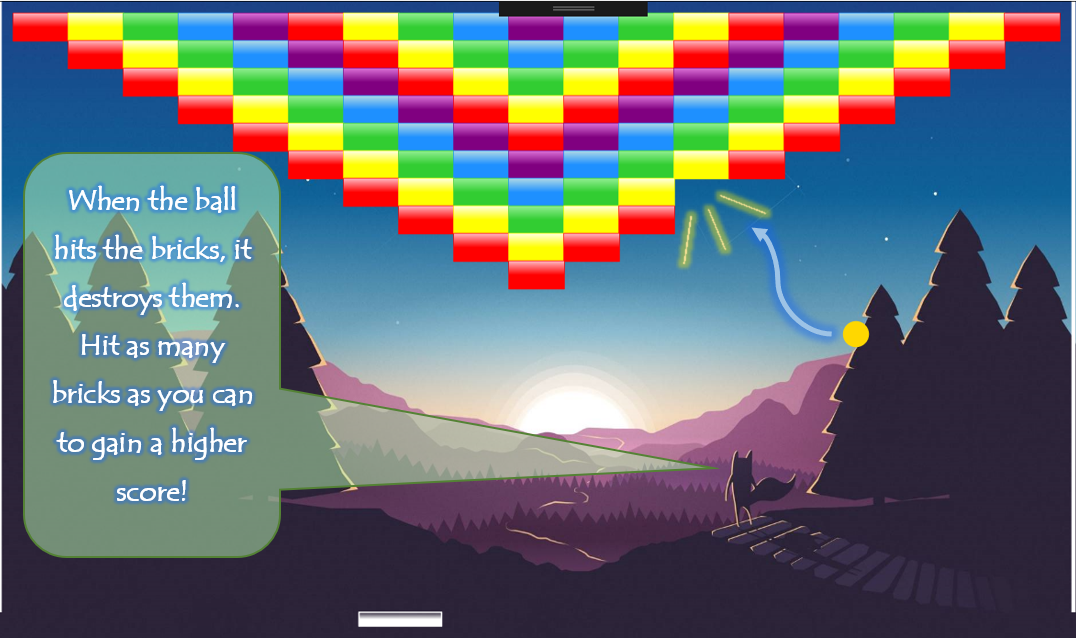 When the ball
hits the bricks, it
destroys them.
Hit as many
bricks as you can
to gain a higher
score!